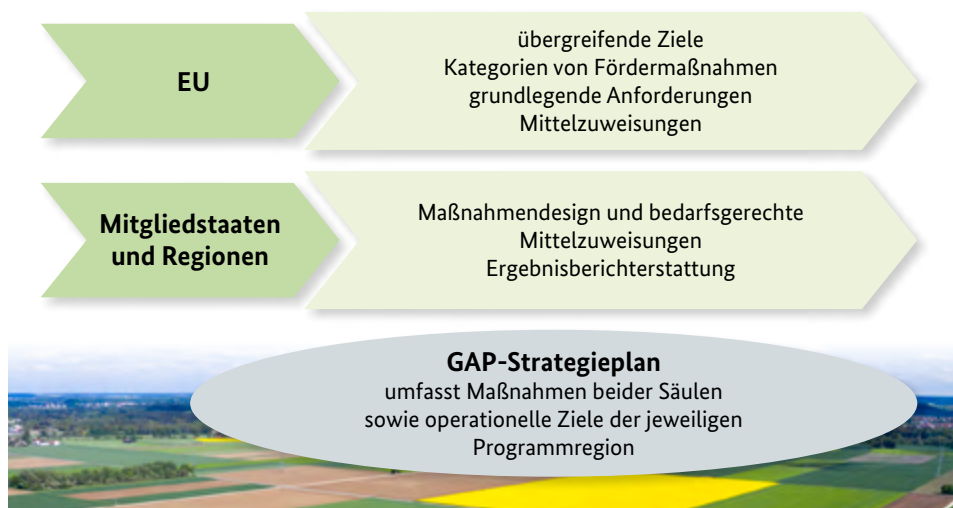 EU
übergreifende Ziele
Kategorien von Fördermaßnahmen
grundlegende Anforderungen
Mittelzuweisungen
Mitgliedstaaten
und Regionen
Maßnahmendesign und bedarfsgerechte
Mittelzuweisungen
Ergebnisberichterstattung
GAP-Strategieplan
umfasst Maßnahmen beider Säulen
sowie operationelle Ziele der jeweiligen
Programmregion